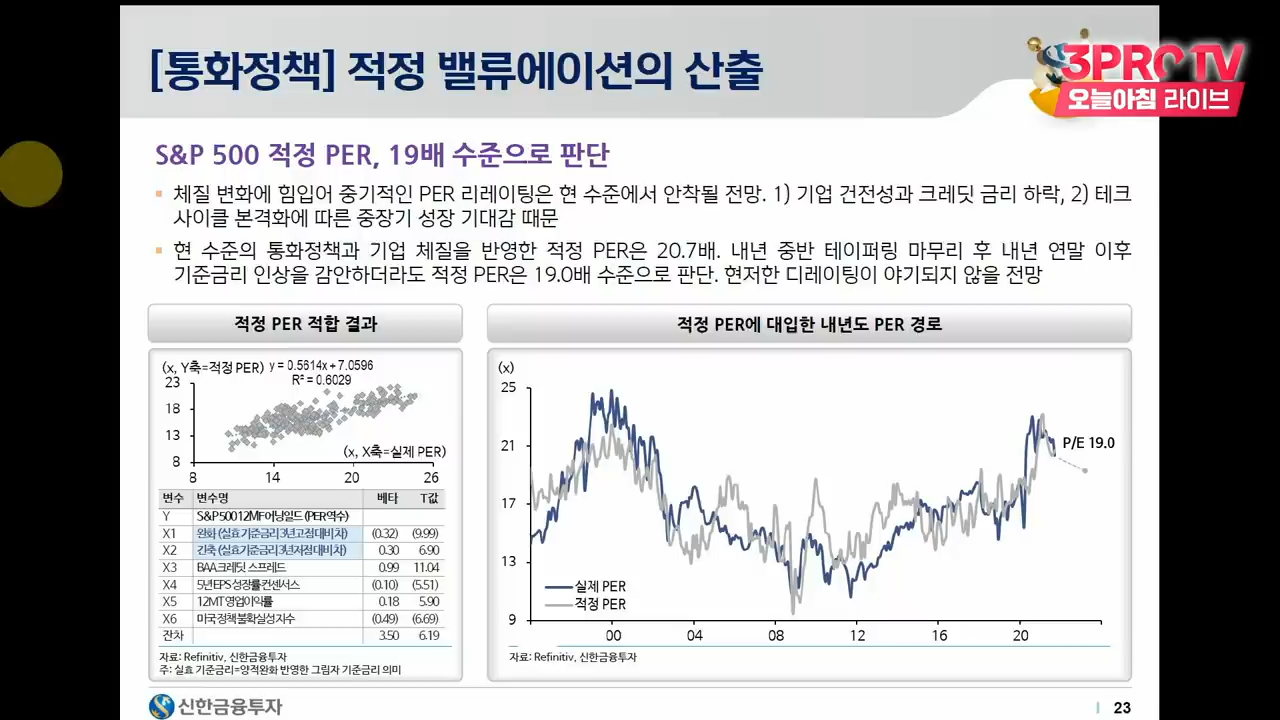 [통화정책] 적정 밸류에이션의 산출
3PROTV
오늘아침 라이브
S&P 500 적정 PER, 19배 수준으로 판단
체질 변화에 힘입어 중기적인 PER 리레이팅은 현 수준에서 안착될 전망. 1) 기업 건전성과 크레딧 금리 하락, 2) 테크
사이클 본격화에 따른 중장기 성장 기대감 때문
현 수준의 통화정책과 기업 체질을 반영한 적정 PER은 20.7배. 내년 중반 테이퍼링 마무리 후 내년 연말 이후
기준금리 인상을 감안하더라도 적정 PER은 19.0배 수준으로 판단. 현저한 디레이팅이 야기되지 않을 전망
적정 PER 적합 결과
(x, Y축=적정 PER) y = 0.5614x + 7.0596
R² = 0.6029
23
18
13
8
(x, X축=실제 PER)
8 14 20 26
변수 변수명 베타 T값
Y S&P500 12MF 어닝일드 (PER 역수)
X1 완화 (실효기준금리 3년 고점대비 차) (0.32) (9.99)
X2 긴축 (실효기준금리 3년 저점대비 차) 0.30 6.90
X3 BAA 크레딧 스프레드 0.99 11.04
X4 5년 EPS 성장률 컨센서스 (0.10) (5.51)
X5 12MT 영업이익률 0.18 5.90
X6 미국 정책 불확실성 지수 (0.49) (6.69)
잔차 3.50 6.19
자료: Refinitiv, 신한금융투자
주: 실효 기준금리=양적완화 반영한 그림자 기준금리 의미
적정 PER에 대입한 내년도 PER 경로
(x)
25
21
17
13
9
P/E 19.0
실제 PER
적정 PER
00 04 08 12 16 20
자료: Refinitiv, 신한금융투자
신한금융투자
23